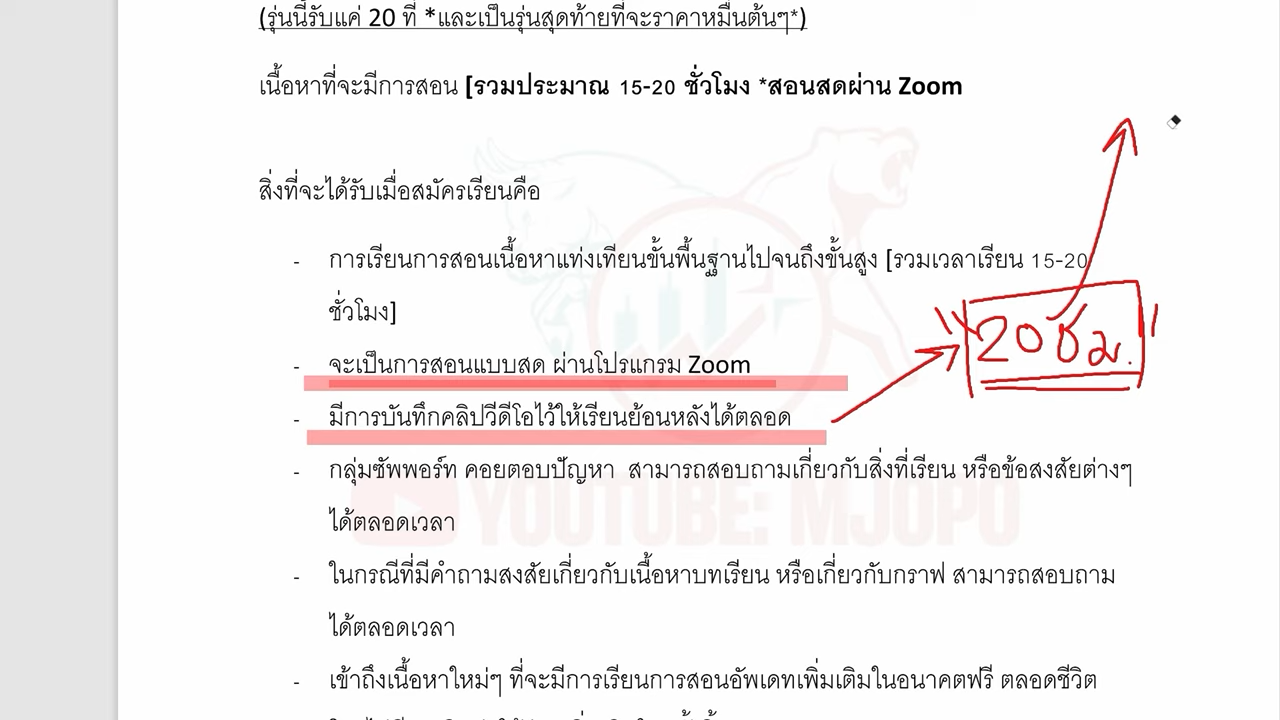 (รุ่นนี้รับแค่ 20 ที่ *และเป็นรุ่นสุดท้ายที่จะราคาหมื่นต้นๆ*)
เนื้อหาที่จะมีการสอน [รวมประมาณ 15-20 ชั่วโมง *สอนสดผ่าน Zoom
สิ่งที่จะได้รับเมื่อสมัครเรียนคือ
- การเรียนการสอนเนื้อหาแท่งเทียนขั้นพื้นฐานไปจนถึงขั้นสูง [รวมเวลาเรียน 15-20
ชั่วโมง]
"20 ชม."
- จะเป็นการสอนแบบสด ผ่านโปรแกรม Zoom
- มีการบันทึกคลิปวีดีโอไว้ให้เรียนย้อนหลังได้ตลอด
- กลุ่มซัพพอร์ท คอยตอบปัญหา สามารถสอบถามเกี่ยวกับสิ่งที่เรียน หรือข้อสงสัยต่างๆ
ได้ตลอดเวลา
YOUTUBE: MJOPO
- ในกรณีที่มีคำถามสงสัยเกี่ยวกับเนื้อหาบทเรียน หรือเกี่ยวกับกราฟ สามารถสอบถาม
ได้ตลอดเวลา
- เข้าถึงเนื้อหาใหม่ๆ ที่จะมีการเรียนการสอนอัพเดทเพิ่มเติมในอนาคตฟรี ตลอดชีวิต